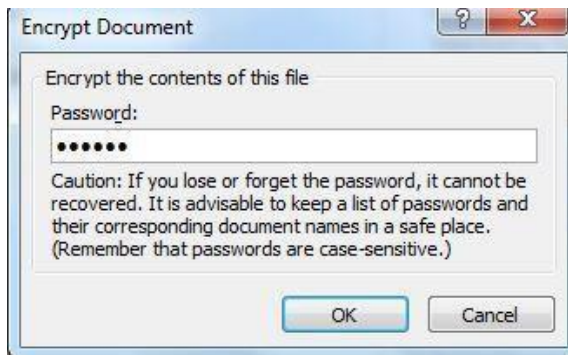 Encrypt Document
Encrypt the contents of this file
Password:
••••••
Caution: If you lose or forget the password, it cannot be
recovered. It is advisable to keep a list of passwords and
their corresponding document names in a safe place.
(Remember that passwords are case-sensitive.)
OK Cancel